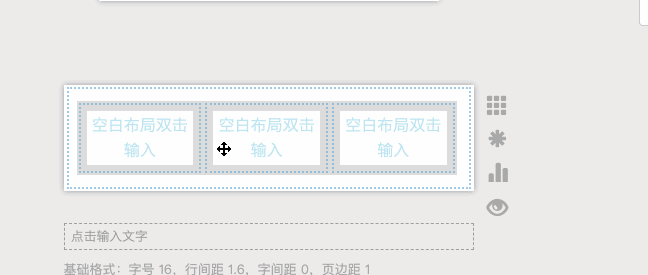 空白布局双击 空白布局双击 空白布局双击
输入 输入 输入
点击输入文字
基础格式：字号 16，行间距 1.6，字间距 0，页边距 1